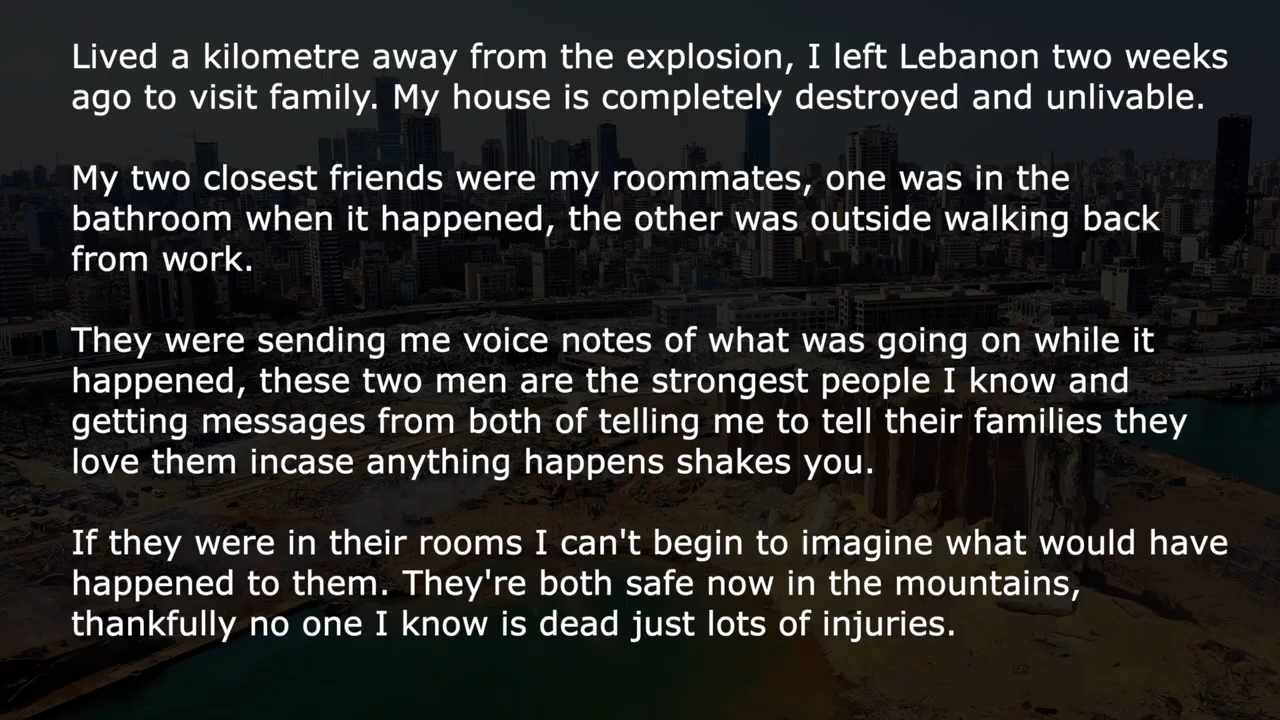 Lived a kilometre away from the explosion, I left Lebanon two weeks
ago to visit family. My house is completely destroyed and unlivable.
My two closest friends were my roommates, one was in the
bathroom when it happened, the other was outside walking back
from work.
They were sending me voice notes of what was going on while it
happened, these two men are the strongest people I know and
getting messages from both of telling me to tell their families they
love them incase anything happens shakes you.
If they were in their rooms I can't begin to imagine what would have
happened to them. They're both safe now in the mountains,
thankfully no one I know is dead just lots of injuries.